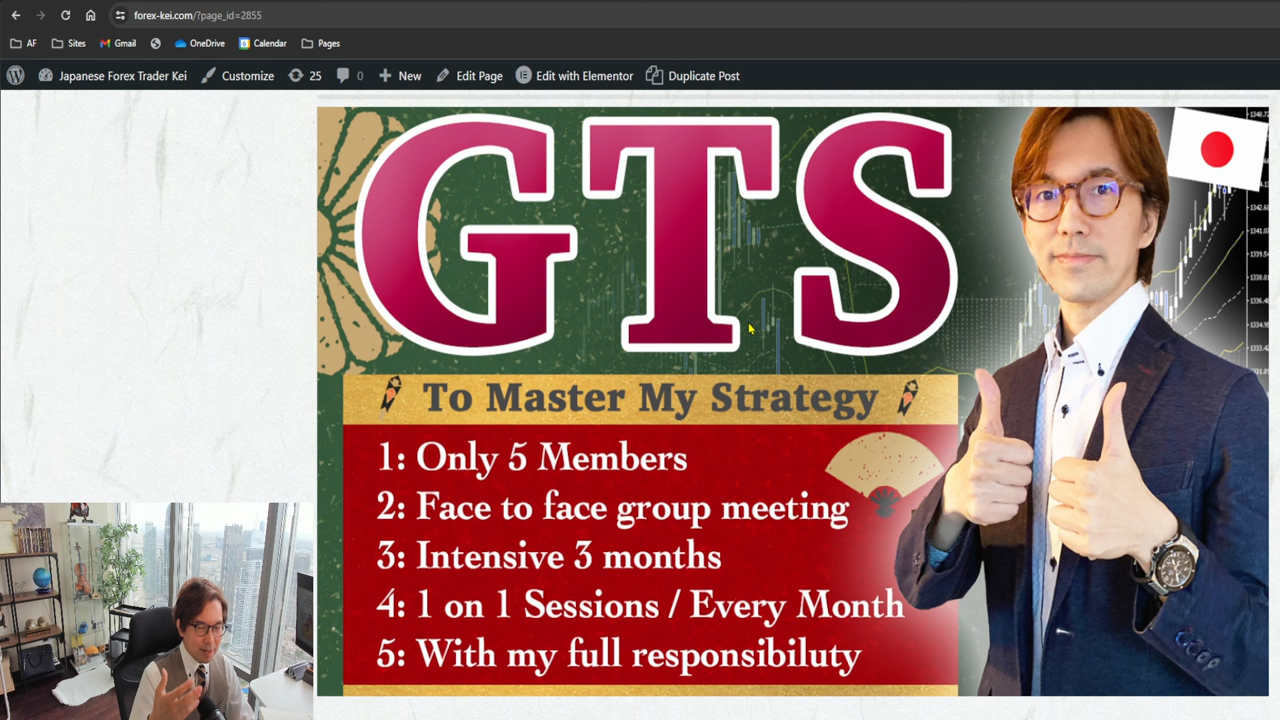 forex-kei.com/?page_id=2855
AF Sites Gmail OneDrive Calendar Pages
Japanese Forex Trader Kei Customize 25 0 New Edit Page Edit with Elementor Duplicate Post
GTS
To Master My Strategy
1: Only 5 Members
2: Face to face group meeting
3: Intensive 3 months
4: 1 on 1 Sessions / Every Month
5: With my full responsibiluty